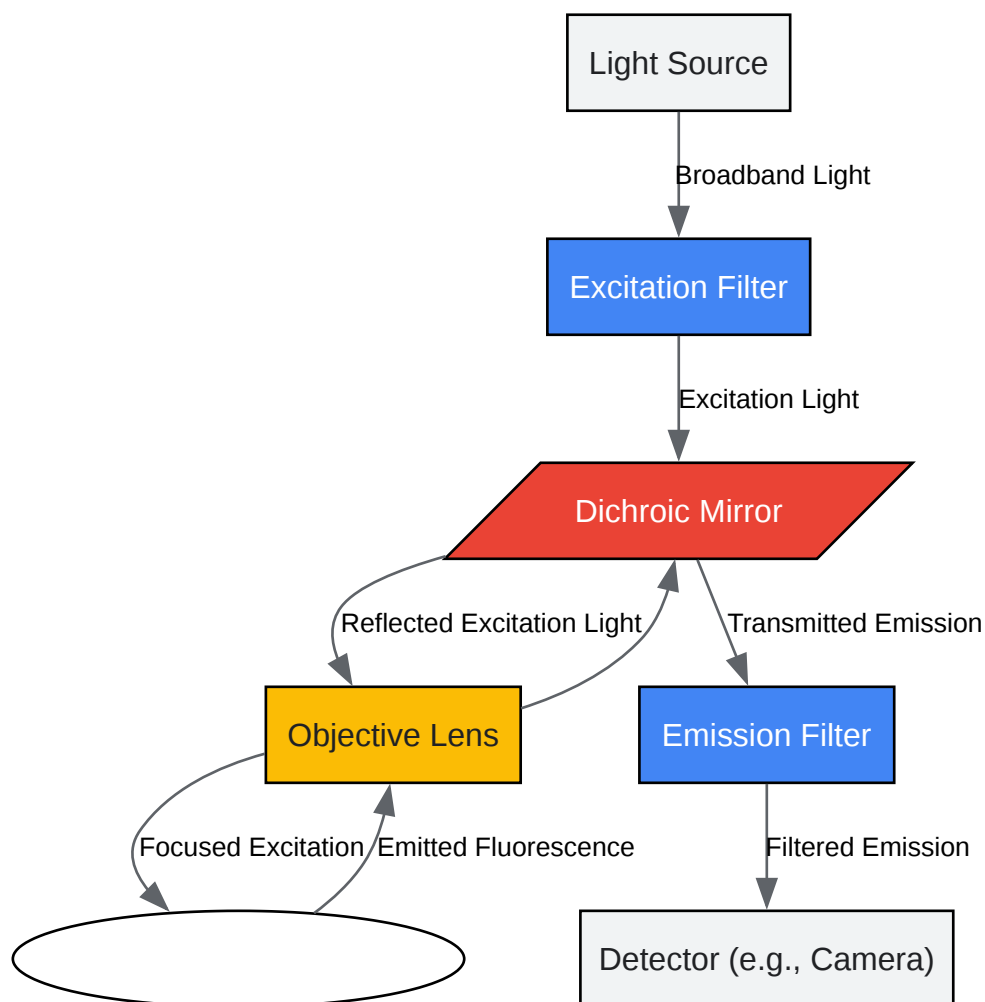 Light Source
Broadband Light
Excitation Filter
Excitation Light
Dichroic Mirror
Reflected Excitation Light
Transmitted Emission
Objective Lens
Emission Filter
Focused Excitation
Emitted Fluorescence
Filtered Emission
Detector (e.g., Camera)